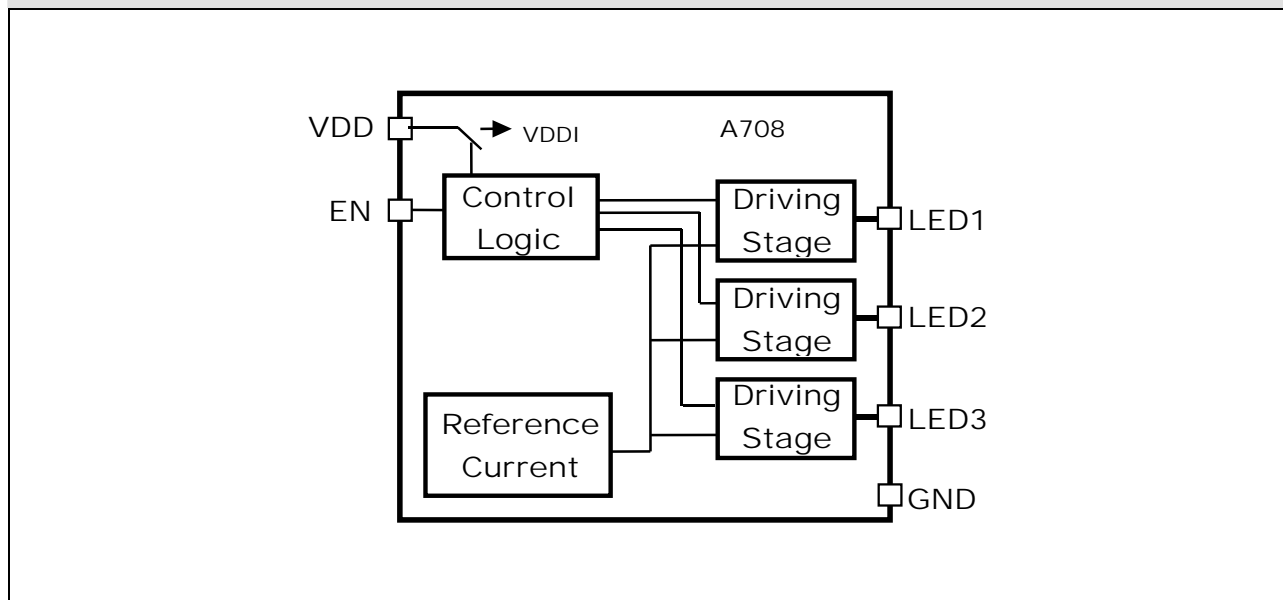 VDD
VDDI
A708
EN
Control
Logic
Driving
Stage
LED1
Driving
Stage
LED2
Driving
Stage
LED3
Reference
Current
GND